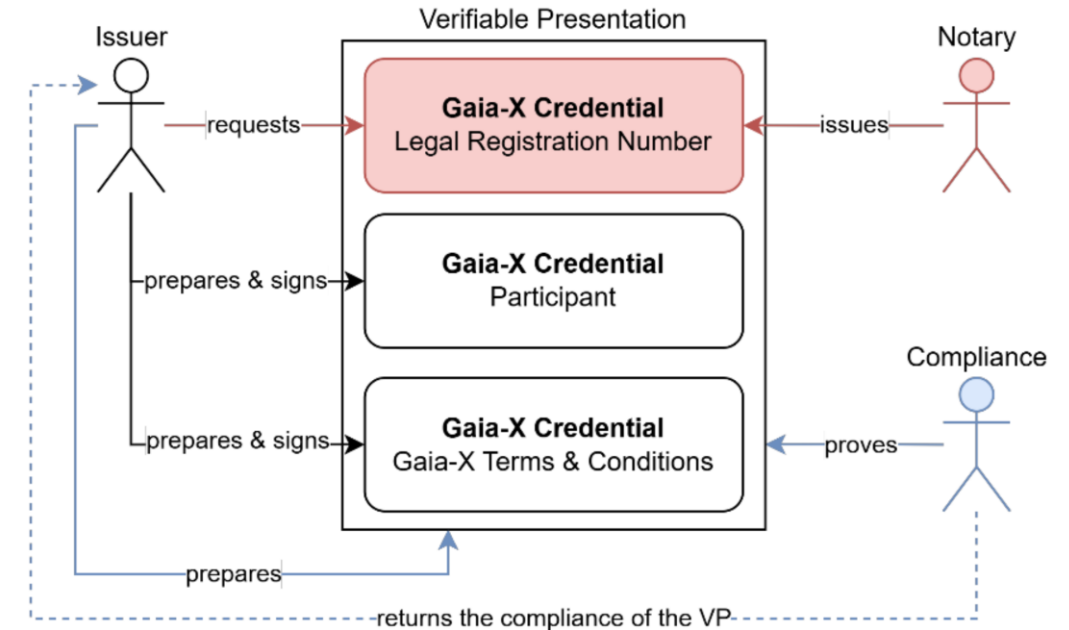 Verifiable Presentation
Issuer
Notary
Gaia-X Credential
Legal Registration Number
requests
issues
Gaia-X Credential
Participant
prepares & signs
Compliance
Gaia-X Credential
Gaia-X Terms & Conditions
prepares & signs
proves
prepares
returns the compliance of the VP